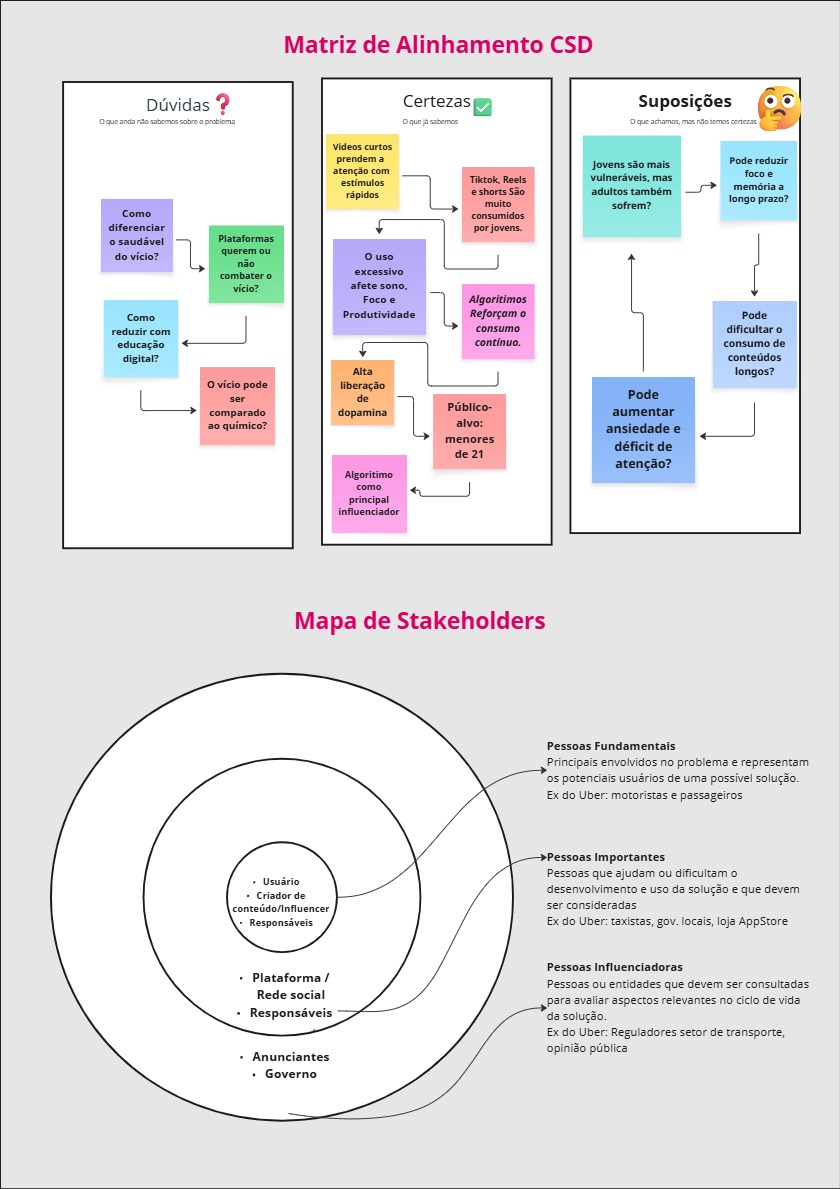 Matriz de Alinhamento CSD
Dúvidas
O que anda não sabemos sobre o problema
Como
diferenciar
o saudável
do vício?
Plataformas
querem ou
não
combater o
vício?
Como
reduzir com
educação
digital?
O vício pode
ser
comparado
ao químico?
Certezas
O que já sabemos
Videos curtos
prendem a
atenção com
estímulos
rápidos
Tiktok, Reels
e shorts São
muito
consumidos
por jovens.
O uso
excessivo
afete sono,
Foco e
Produtividade
Algoritimos
Reforçam o
consumo
contínuo.
Alta
liberação
de
dopamina
Público-
alvo:
menores
de 21
Algoritimo
como
principal
influenciador
Suposições
O que achamos, mas não temos certezas
Jovens são mais
vulneráveis, mas
adultos também
sofrem?
Pode reduzir
foco e
memória a
longo prazo?
Pode
dificultar o
consumo de
conteúdos
longos?
Pode
aumentar
ansiedade e
déficit de
atenção?
Mapa de Stakeholders
• Usuário
• Criador de
conteúdo/Influencer
• Responsáveis
• Plataforma /
Rede social
• Responsáveis
• Anunciantes
• Governo
Pessoas Fundamentais
Principais envolvidos no problema e representam
os potenciais usuários de uma possível solução.
Ex do Uber: motoristas e passageiros
Pessoas Importantes
Pessoas que ajudam ou dificultam o
desenvolvimento e uso da solução e que devem
ser consideradas
Ex do Uber: taxistas, gov. locais, loja AppStore
Pessoas Influenciadoras
Pessoas ou entidades que devem ser consultadas
para avaliar aspectos relevantes no ciclo de vida
da solução.
Ex do Uber: Reguladores setor de transporte,
opinião pública